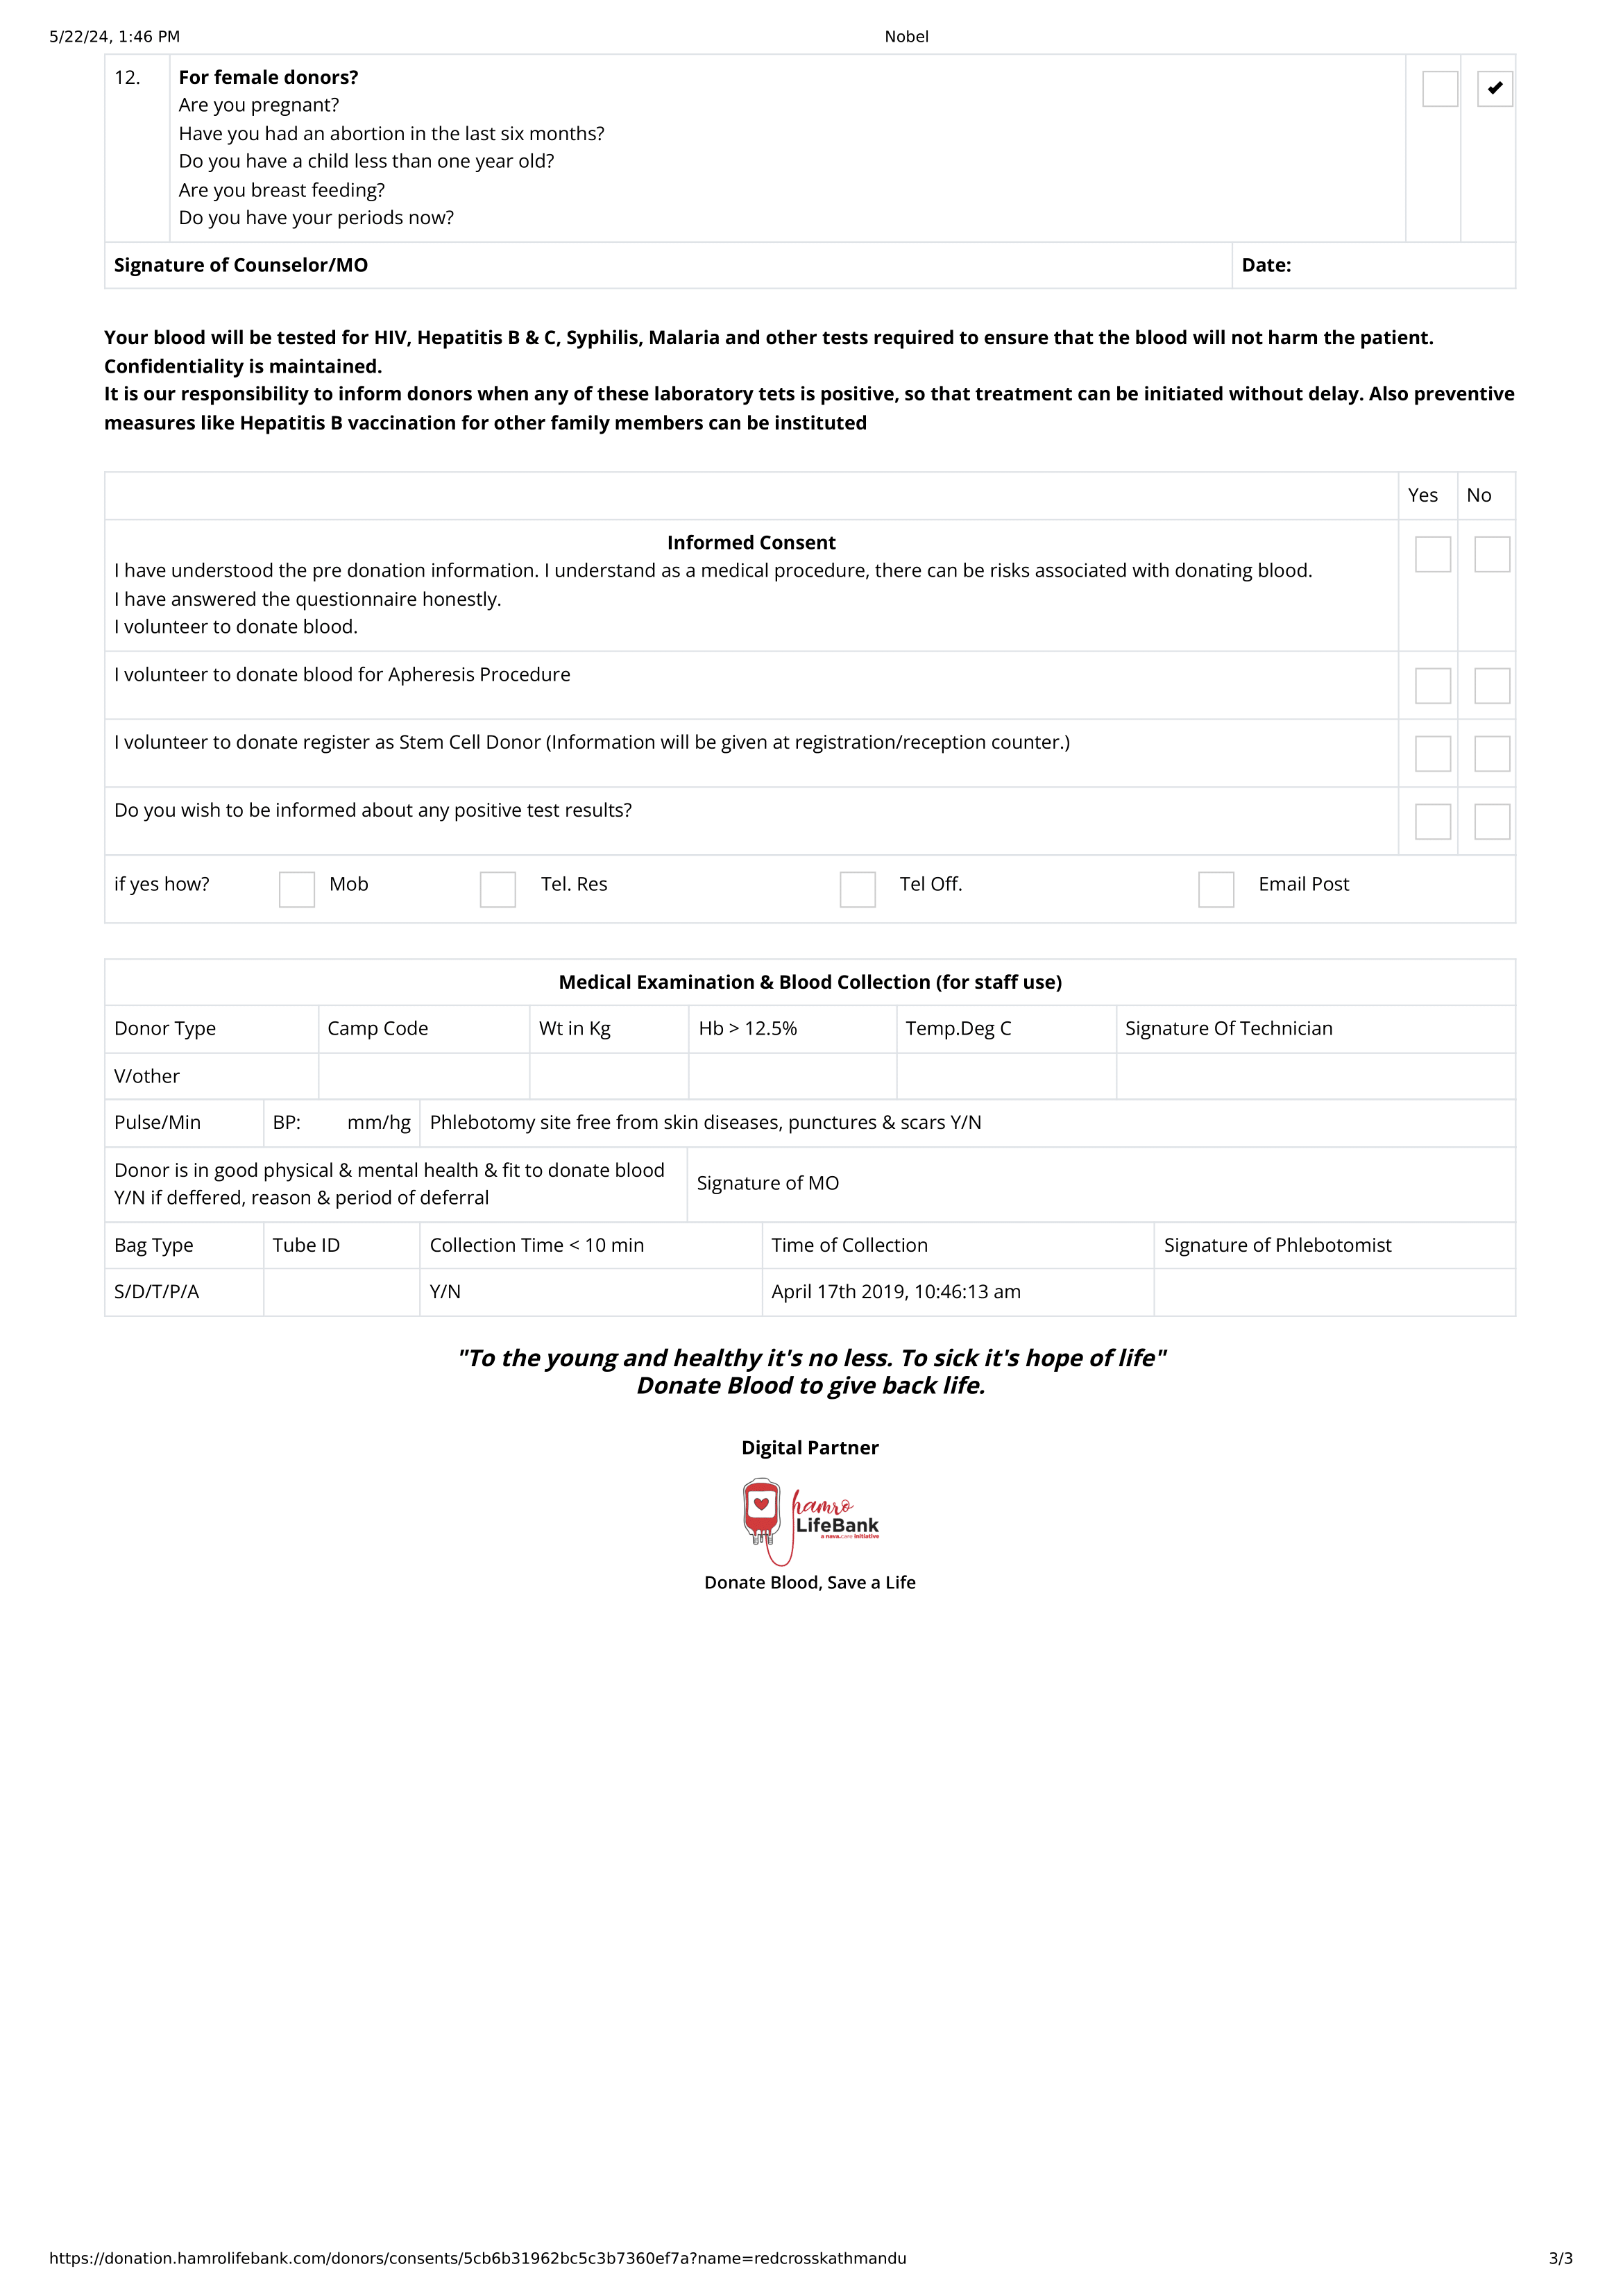 5/22/24, 1:46 PM Nobel
12. For female donors?
Are you pregnant?
Have you had an abortion in the last six months?
Do you have a child less than one year old?
Are you breast feeding?
Do you have your periods now?
Signature of Counselor/MO Date:
Your blood will be tested for HIV, Hepatitis B & C, Syphilis, Malaria and other tests required to ensure that the blood will not harm the patient.
Confidentiality is maintained.
It is our responsibility to inform donors when any of these laboratory tets is positive, so that treatment can be initiated without delay. Also preventive
measures like Hepatitis B vaccination for other family members can be instituted
Yes No
Informed Consent
I have understood the pre donation information. I understand as a medical procedure, there can be risks associated with donating blood.
I have answered the questionnaire honestly.
I volunteer to donate blood.
I volunteer to donate blood for Apheresis Procedure
I volunteer to donate register as Stem Cell Donor (Information will be given at registration/reception counter.)
Do you wish to be informed about any positive test results?
if yes how? Mob Tel. Res Tel Off. Email Post
Medical Examination & Blood Collection (for staff use)
Donor Type Camp Code Wt in Kg Hb > 12.5% Temp.Deg C Signature Of Technician
V/other
Pulse/Min BP: mm/hg Phlebotomy site free from skin diseases, punctures & scars Y/N
Donor is in good physical & mental health & fit to donate blood
Y/N if deffered, reason & period of deferral
Signature of MO
Bag Type Tube ID Collection Time < 10 min Time of Collection Signature of Phlebotomist
S/D/T/P/A Y/N April 17th 2019, 10:46:13 am
"To the young and healthy it's no less. To sick it's hope of life"
Donate Blood to give back life.
Digital Partner
hamro
LifeBank
a nava.care initiative
Donate Blood, Save a Life
https://donation.hamrolifebank.com/donors/consents/5cb6b31962bc5c3b7360ef7a?name=redcrosskathmandu 3/3